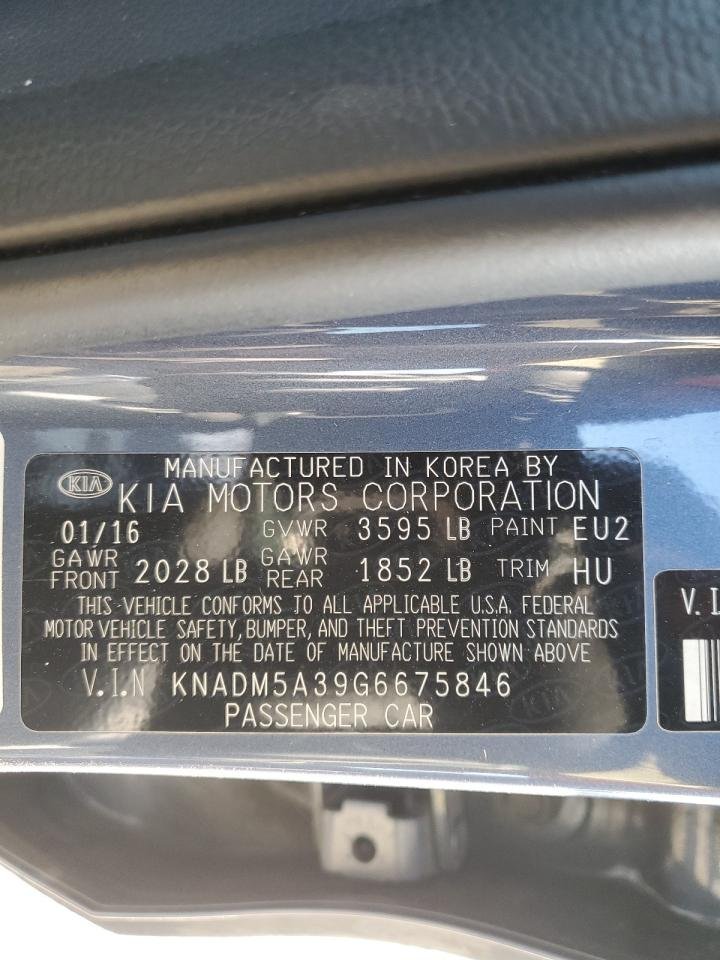 MANUFACTURED IN KOREA BY
KIA KIA MOTORS CORPORATION
01/16 GVWR 3595 LB PAINT EU2
GAWR FRONT 2028 LB GAWR REAR 1852 LB TRIM HU
THIS VEHICLE CONFORMS TO ALL APPLICABLE U.S.A. FEDERAL
MOTOR VEHICLE SAFETY, BUMPER, AND THEFT PREVENTION STANDARDS
IN EFFECT ON THE DATE OF MANUFACTURE SHOWN ABOVE
V.I.N KNADM5A39G6675846
PASSENGER CAR
V.I